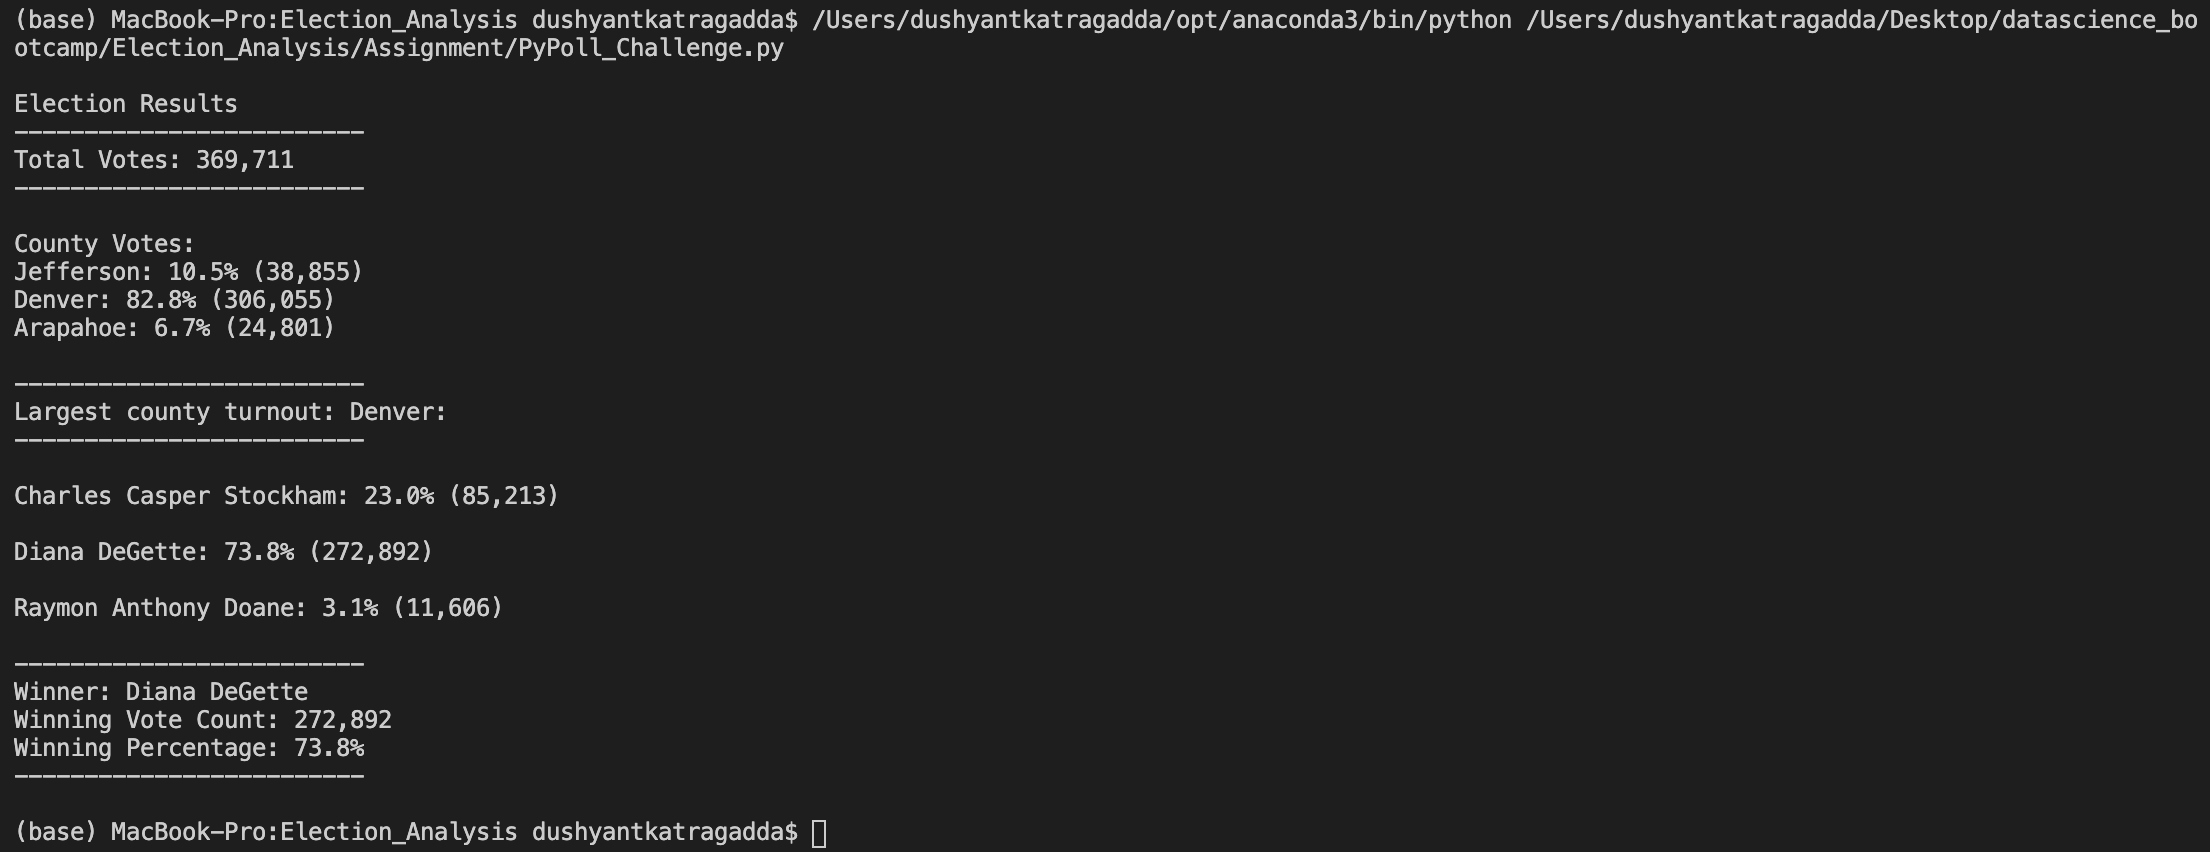 (base) MacBook-Pro:Election_Analysis dushyantkatragadda$ /Users/dushyantkatragadda/opt/anaconda3/bin/python /Users/dushyantkatragadda/Desktop/datascience_bo
otcamp/Election_Analysis/Assignment/PyPoll_Challenge.py
Election Results
-------------------------
Total Votes: 369,711
-------------------------
County Votes:
Jefferson: 10.5% (38,855)
Denver: 82.8% (306,055)
Arapahoe: 6.7% (24,801)
-------------------------
Largest county turnout: Denver:
-------------------------
Charles Casper Stockham: 23.0% (85,213)
Diana DeGette: 73.8% (272,892)
Raymon Anthony Doane: 3.1% (11,606)
-------------------------
Winner: Diana DeGette
Winning Vote Count: 272,892
Winning Percentage: 73.8%
-------------------------
(base) MacBook-Pro:Election_Analysis dushyantkatragadda$